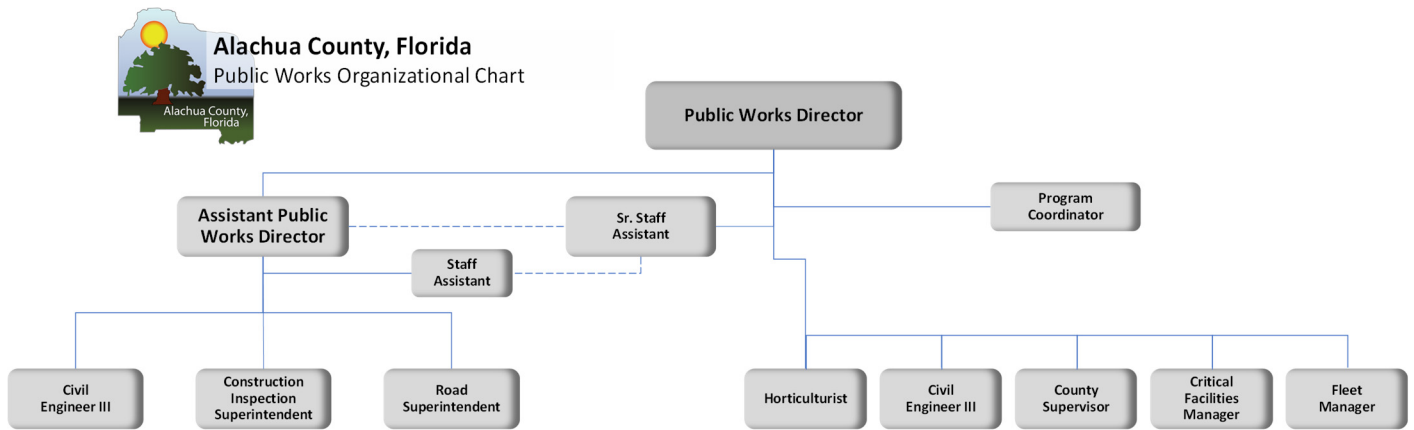 Alachua County, Florida
Public Works Organizational Chart
Alachua County,
Florida
Public Works Director
Assistant Public
Works Director
Sr. Staff
Assistant
Program
Coordinator
Staff
Assistant
Civil
Engineer III
Construction
Inspection
Superintendent
Road
Superintendent
Horticulturist
Civil
Engineer III
County
Supervisor
Critical
Facilities
Manager
Fleet
Manager